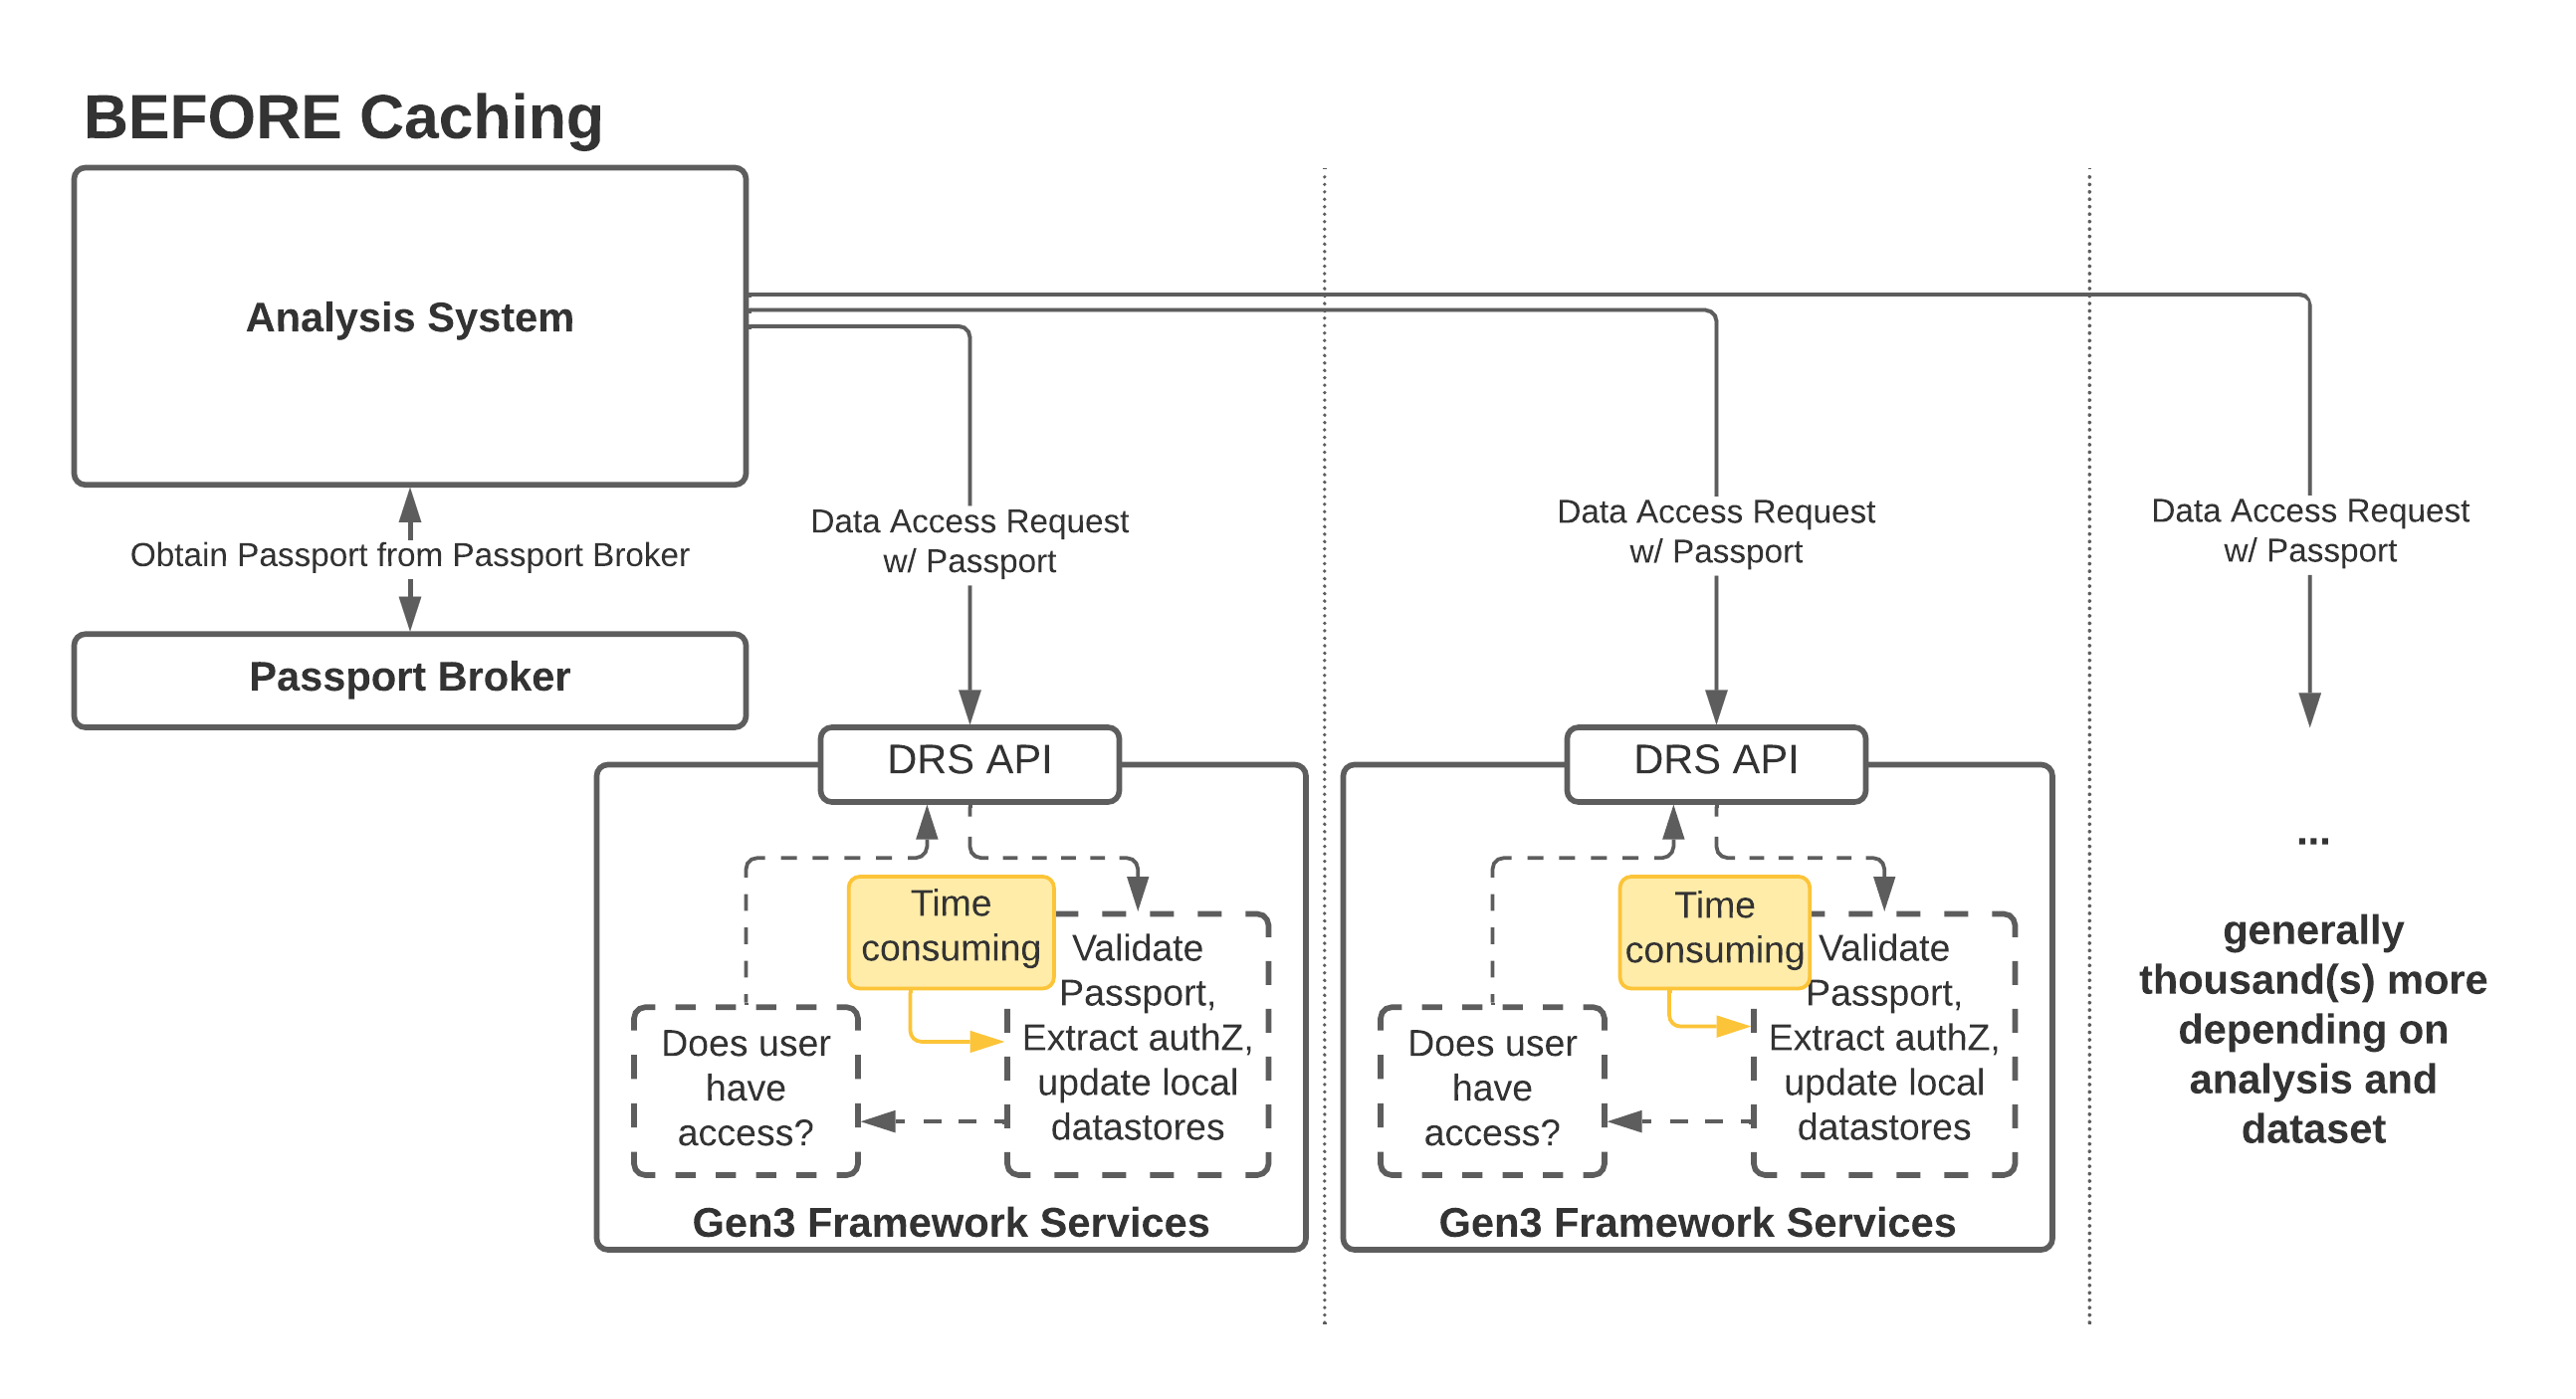 BEFORE Caching
Analysis System
Obtain Passport from Passport Broker
Passport Broker
Data Access Request
w/ Passport
DRS API
Time
consuming
Validate
Passport,
Extract authZ,
update local
datastores
Does user
have
access?
Gen3 Framework Services
Data Access Request
w/ Passport
DRS API
Time
consuming
Validate
Passport,
Extract authZ,
update local
datastores
Does user
have
access?
Gen3 Framework Services
Data Access Request
w/ Passport
...
generally
thousand(s) more
depending on
analysis and
dataset